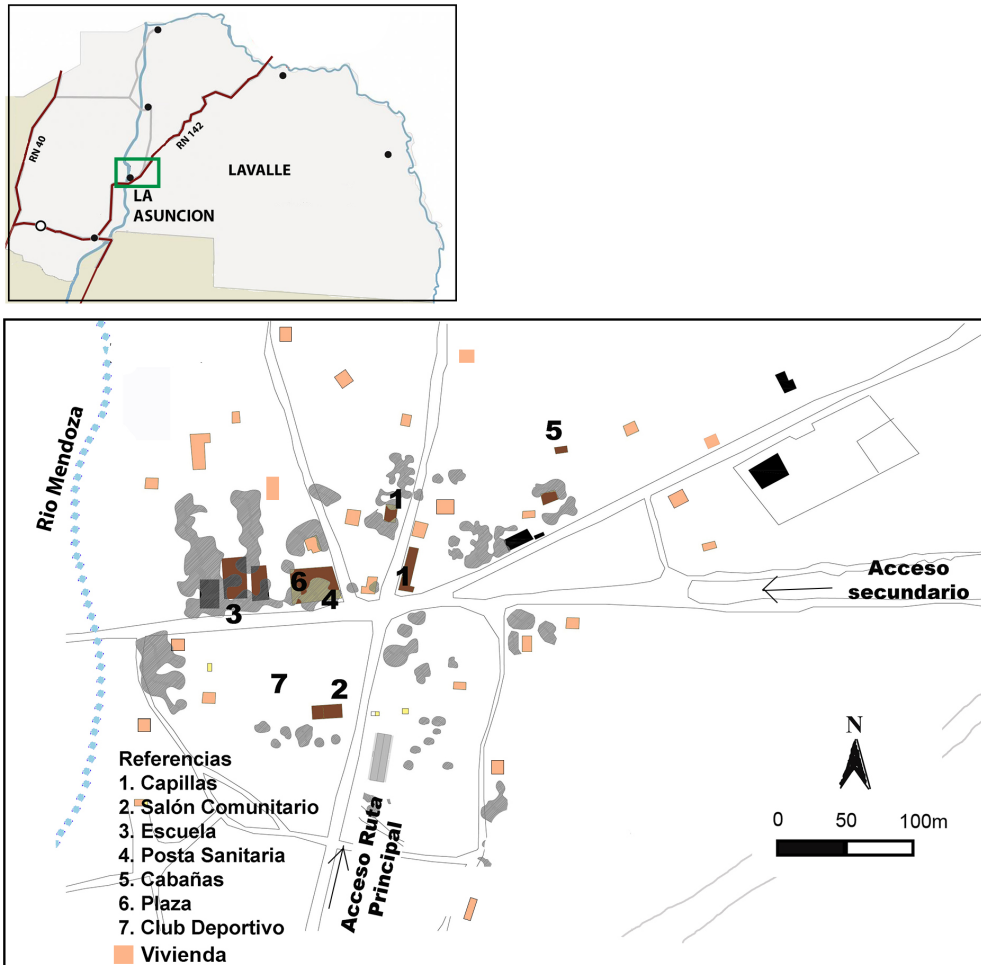 RN 40
RN 142
LAVALLE
LA
ASUNCION
Rio Mendoza
5
1
6
1
4
3
Acceso
secundario
7
2
N
Referencias
1. Capillas
2. Salón Comunitario
3. Escuela
4. Posta Sanitaria
5. Cabañas
6. Plaza
7. Club Deportivo
Vivienda
Acceso Ruta
Principal
0 50 100m